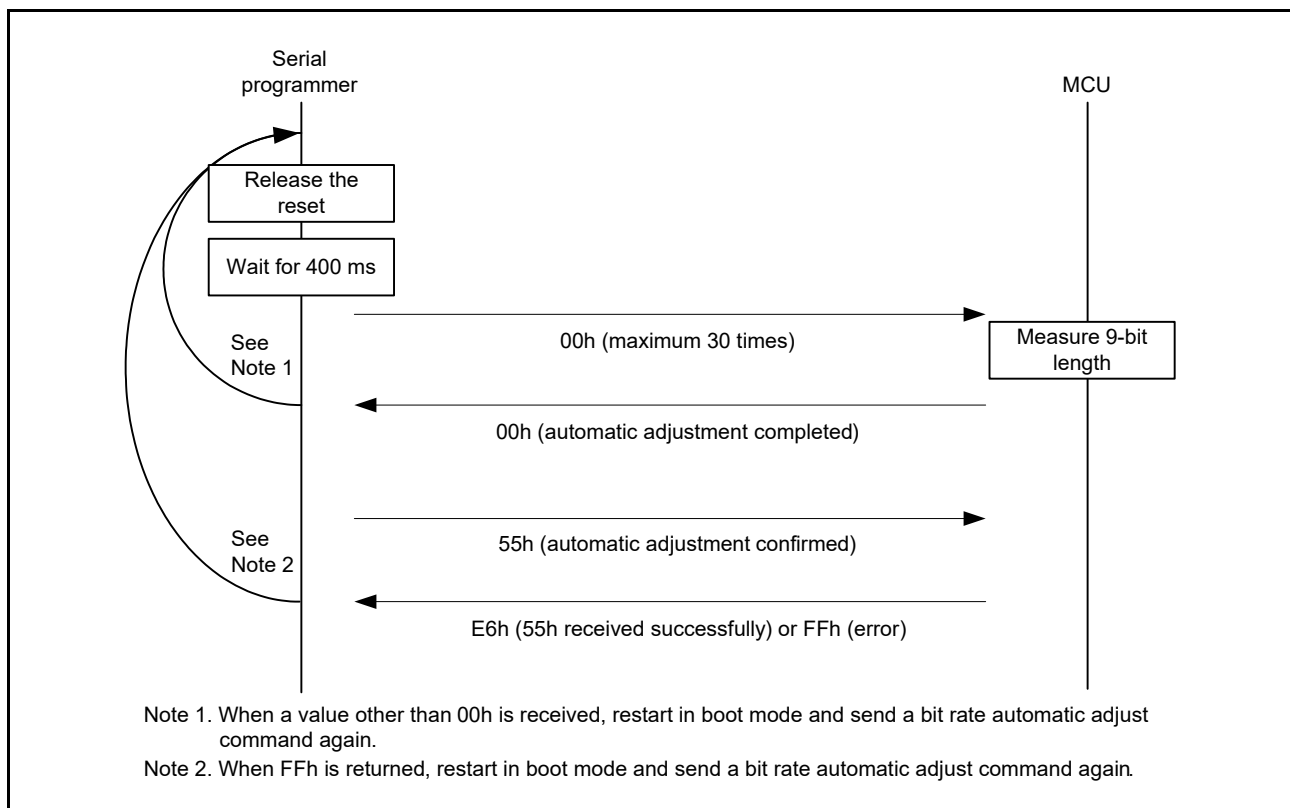 Serial
programmer
MCU
Release the
reset
Wait for 400 ms
00h (maximum 30 times)
Measure 9-bit
length
See
Note 1
00h (automatic adjustment completed)
55h (automatic adjustment confirmed)
See
Note 2
E6h (55h received successfully) or FFh (error)
Note 1. When a value other than 00h is received, restart in boot mode and send a bit rate automatic adjust
command again.
Note 2. When FFh is returned, restart in boot mode and send a bit rate automatic adjust command again.